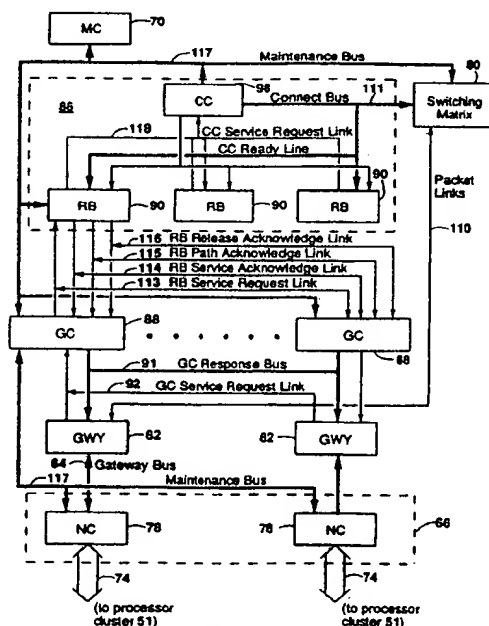 MC
70
117
Maintenance Bus
80
98
86
CC
Connect Bus
111
Switching
Matrix
118
CC Service Request Link
CC Ready Line
Packet
Links
RB
90
RB
90
RB
90
110
116
RB Release Acknowledge Link
115
RB Path Acknowledge Link
114
RB Service Acknowledge Link
113
RB Service Request Link
GC
88
GC
68
91
GC Response Bus
92
GC Service Request Link
GWY
82
GWY
82
84
Gateway Bus
117
Maintenance Bus
NC
78
NC
78
66
74
74
(to processor
cluster 51)
(to processor
cluster 51)